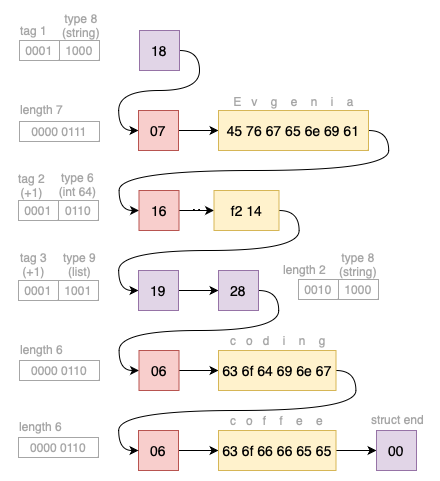 tag 1 type 8
(string)
0001 1000
18
length 7
0000 0111
07
E v g e n i a
45 76 67 65 6e 69 61
tag 2 type 6
(+1) (int 64)
0001 0110
16
f2 14
tag 3 type 9
(+1) (list)
0001 1001
19
28
length 2 type 8
(string)
0010 1000
length 6
0000 0110
06
c o d i n g
63 6f 64 69 6e 67
length 6
0000 0110
06
c o f f e e
63 6f 66 66 65 65
struct end
00